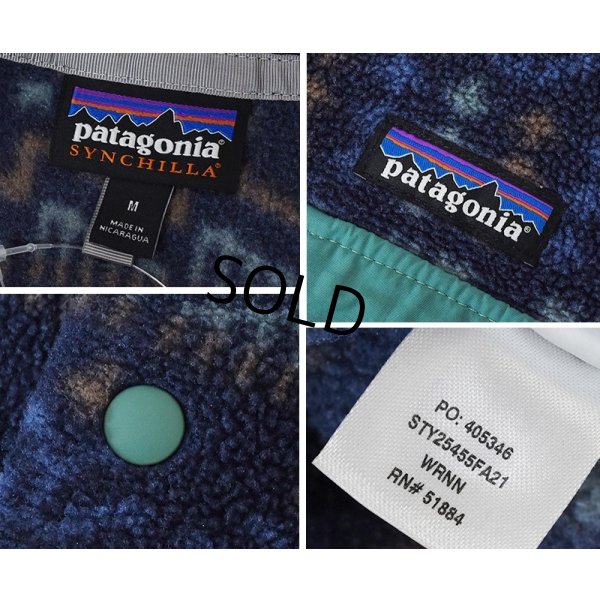 patagonia®
SYNCHILLA®
M
MADE IN
NICARAGUA
patagonia®
SOLD
PO: 405346
STY25455FA21
WRNN
RN# 51884